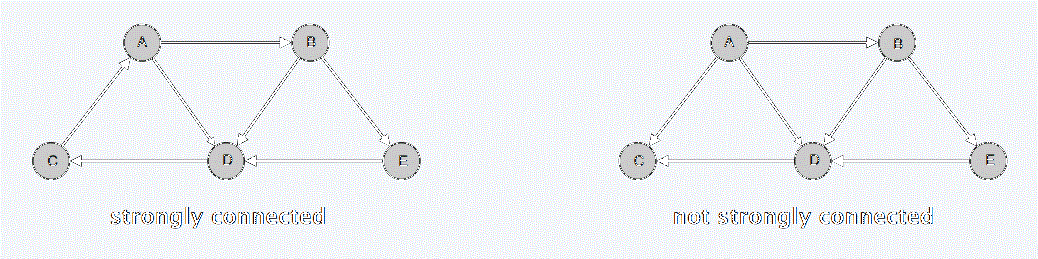 A B
C D E
strongly connected
A B
C D E
not strongly connected